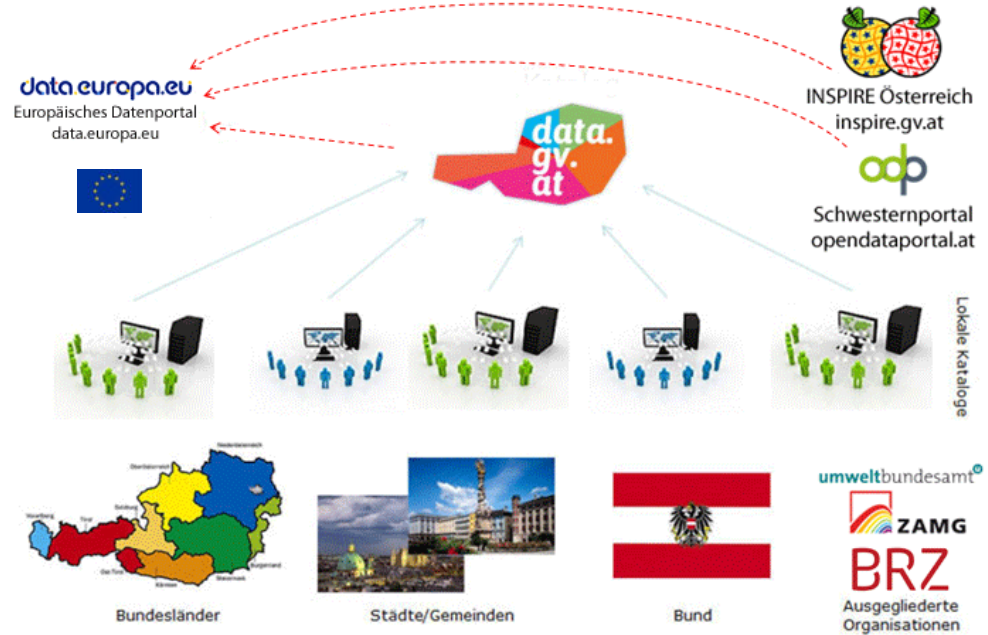 data.europa.eu
Europäisches Datenportal
data.europa.eu
data.
gv.
at
INSPIRE Österreich
inspire.gv.at
odp
Schwesternportal
opendataportal.at
Lokale Kataloge
Niederösterreich
Oberösterreich
Salzburg
Vorarlberg
Tirol
Ost-Tirol
Kärnten
Steiermark
Burgenland
Bundesländer
Städte/Gemeinden
Bund
umweltbundesamt
ZAMG
BRZ
Ausgegliederte
Organisationen